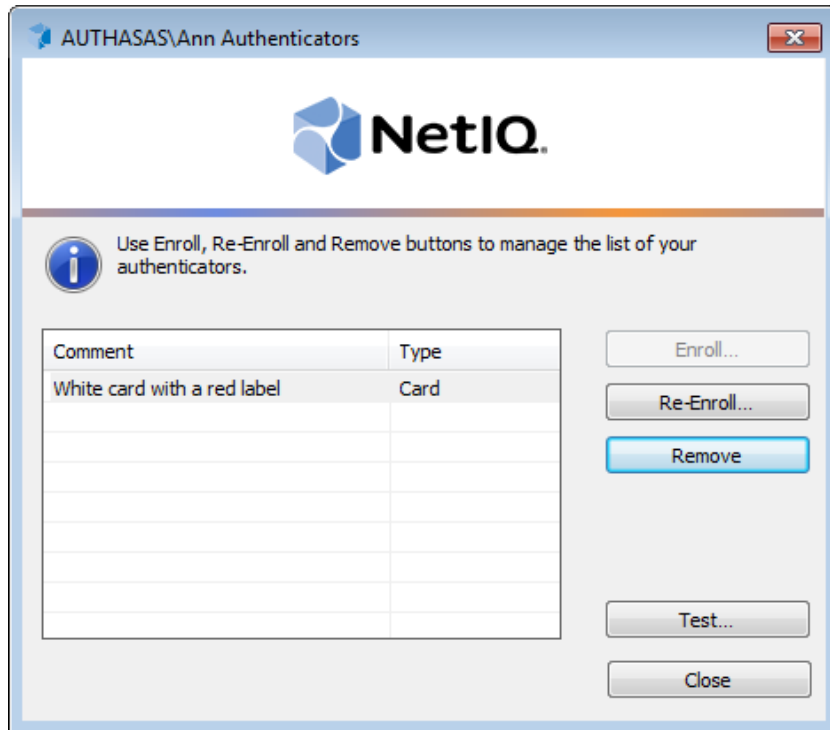 AUTHASAS\Ann Authenticators
NetIQ.
Use Enroll, Re-Enroll and Remove buttons to manage the list of your
authenticators.
Comment Type
Enroll...
White card with a red label Card
Re-Enroll...
Remove
Test...
Close